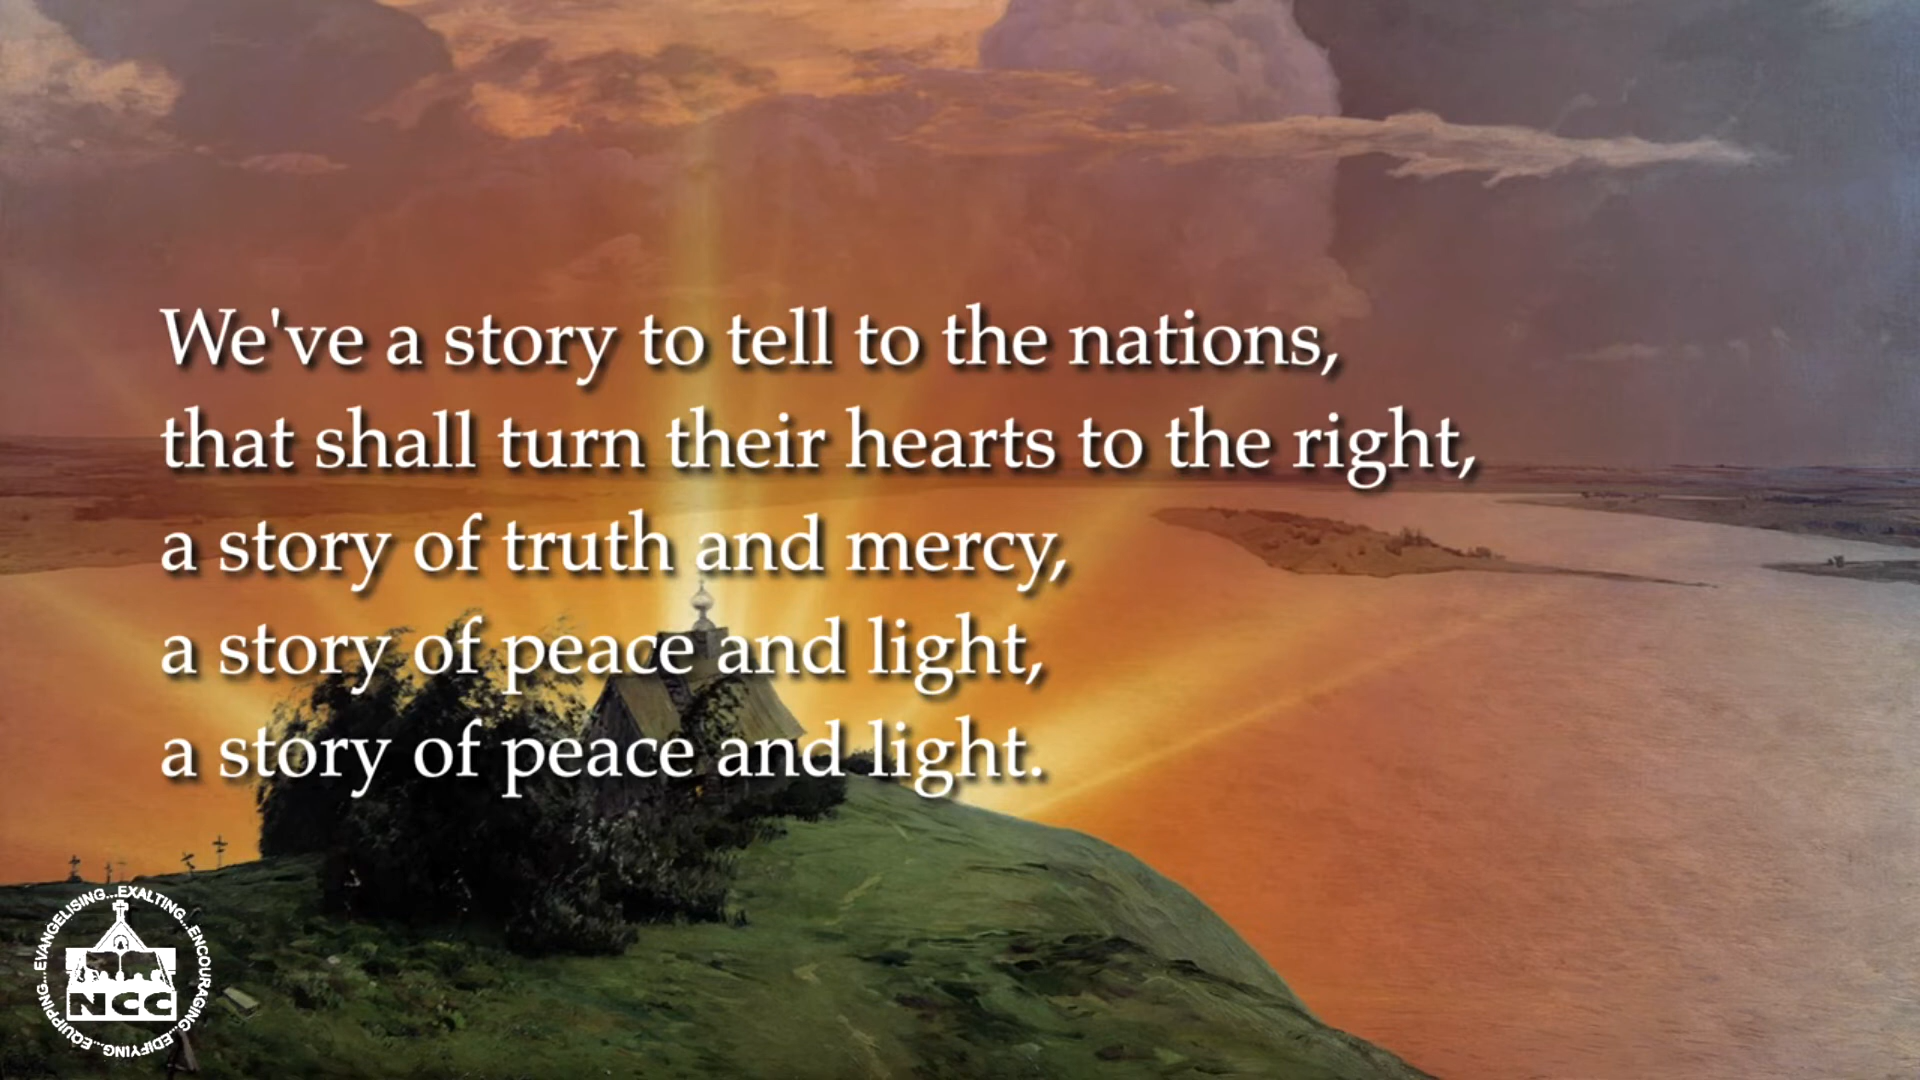 We've a story to tell to the nations,
that shall turn their hearts to the right,
a story of truth and mercy,
a story of peace and light,
a story of peace and light.
EVANGELISING...EXALTING...ENCOURAGING...EDIFYING...EQUIPPING...
NCC